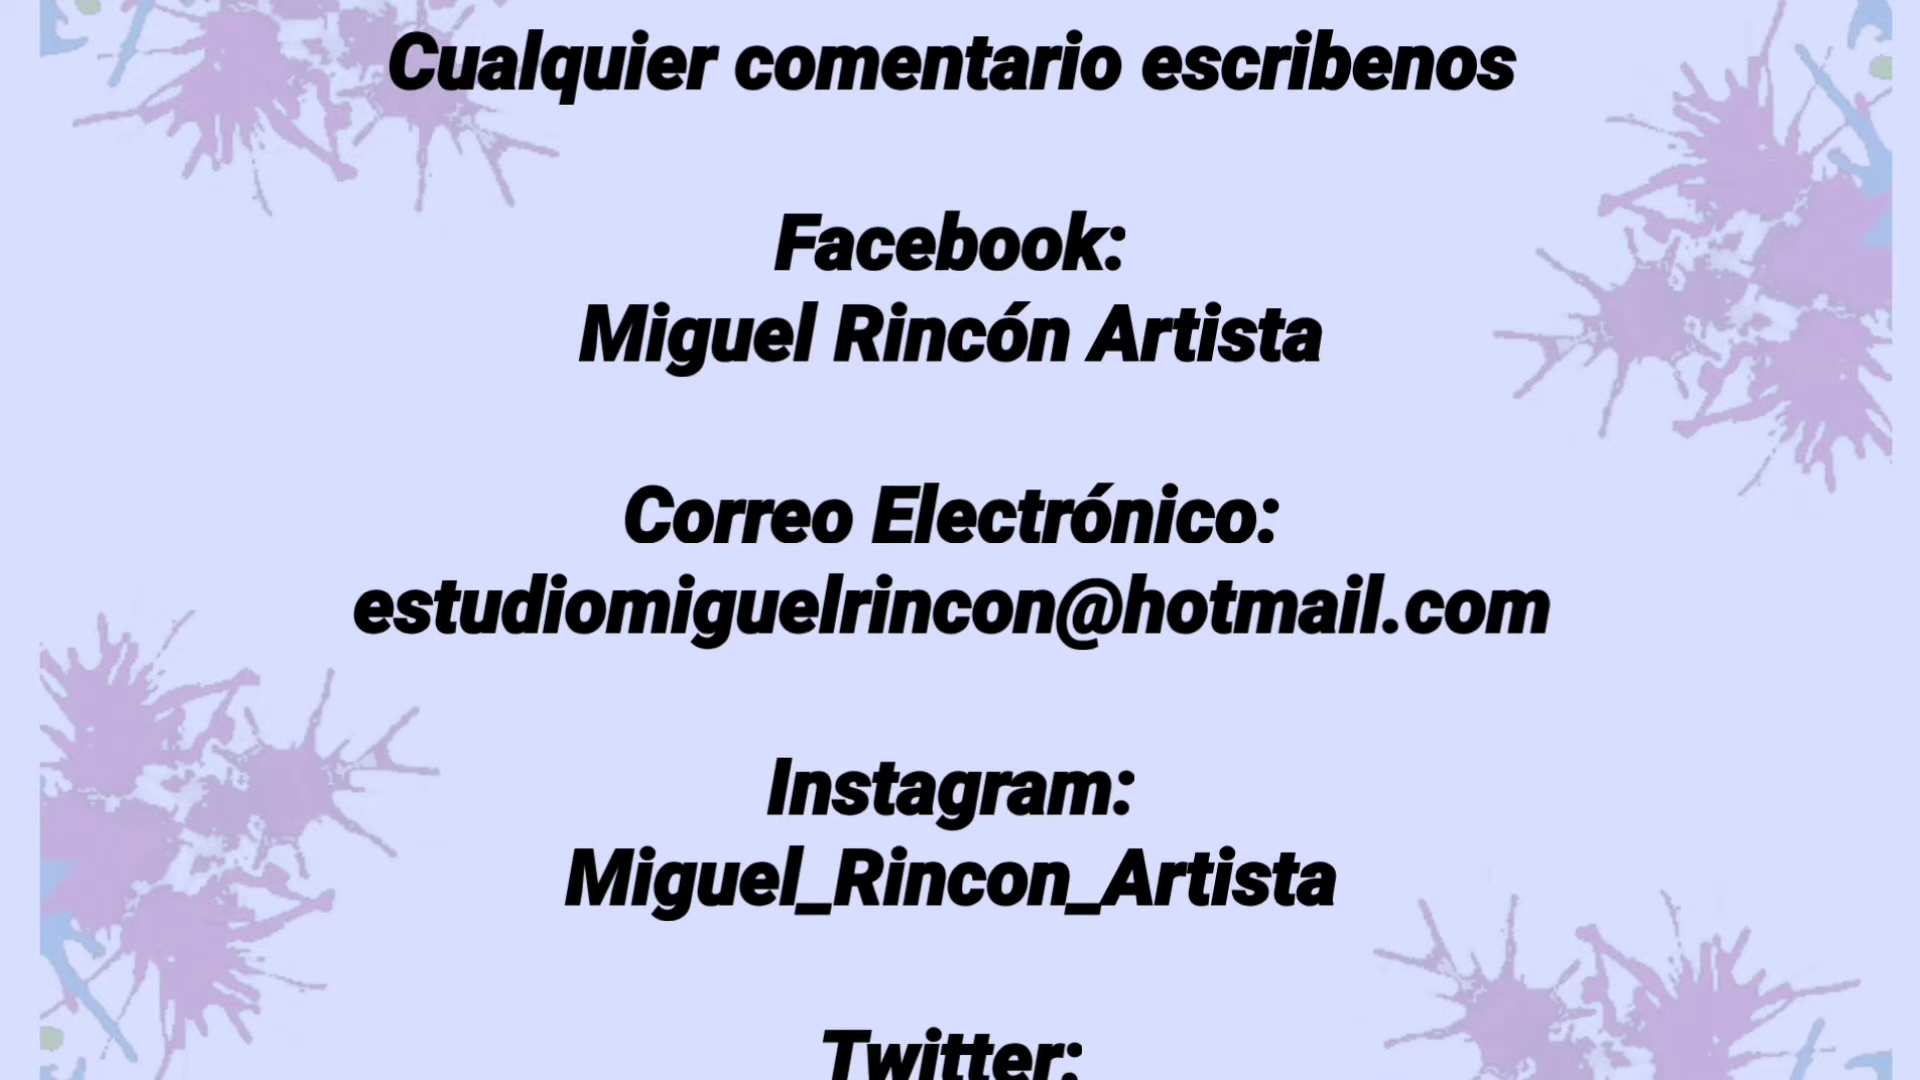 Cualquier comentario escribenos
Facebook:
Miguel Rincón Artista
Correo Electrónico:
estudiomiguelrincon@hotmail.com
Instagram:
Miguel_Rincon_Artista
Twitter: